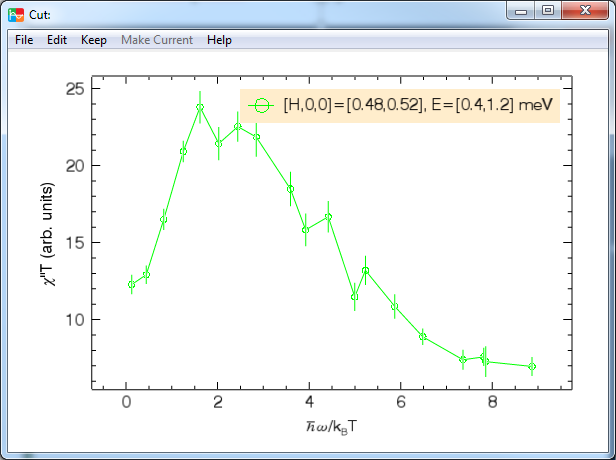 Cut:
File Edit Keep Make Current Help
[H,0,0]=[0.48,0.52], E=[0.4,1.2] meV
25
20
15
10
χ"T (arb. units)
0 2 4 6 8
ħω/kBT